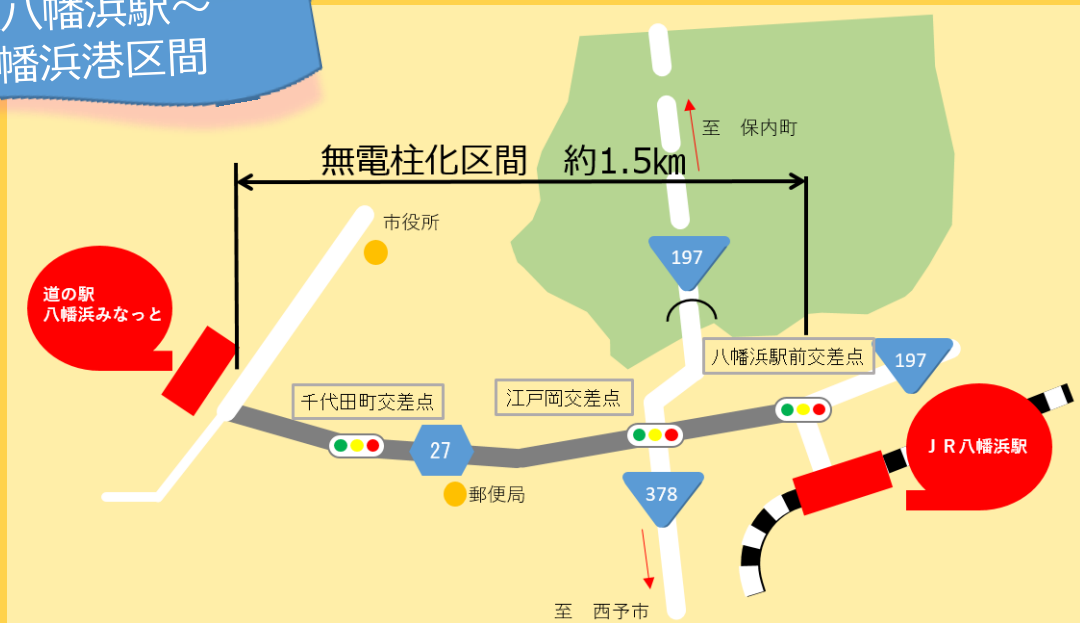 八幡浜駅～
幡浜港区間
至　保内町
無電柱化区間　約1.5km
市役所
197
道の駅
八幡浜みなっと
八幡浜駅前交差点
197
千代田町交差点
江戸岡交差点
27
ＪＲ八幡浜駅
郵便局
378
至　西予市